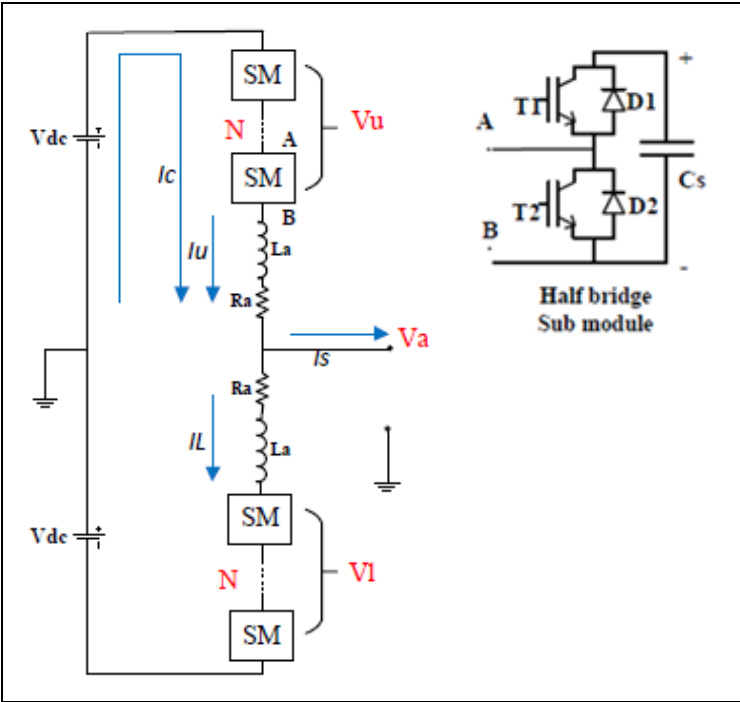 SM
Vdc
N
Vu
A
Ic
SM
B
Iu
La
Ra
Va
Is
Ra
IL
La
SM
Vdc
N
Vl
SM
+
T1
D1
A
Cs
T2
D2
B
-
Half bridge
Sub module